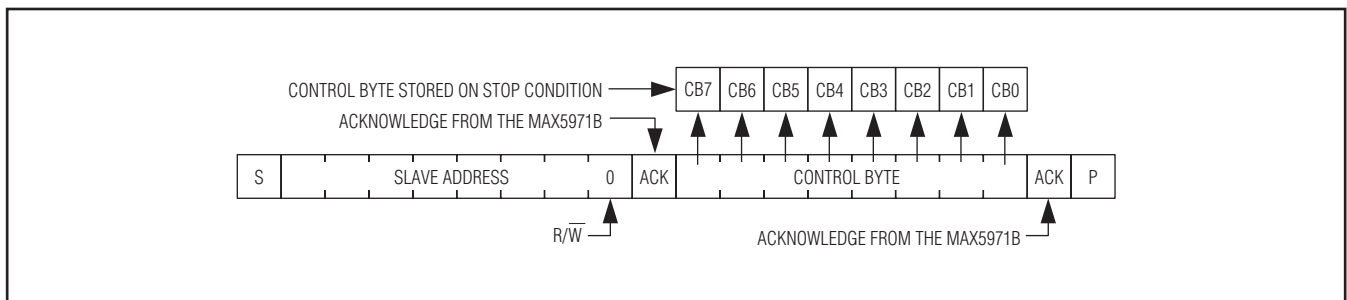 CONTROL BYTE STORED ON STOP CONDITION CB7 CB6 CB5 CB4 CB3 CB2 CB1 CB0
ACKNOWLEDGE FROM THE MAX5971B
S SLAVE ADDRESS 0 ACK CONTROL BYTE ACK P
R/W̅ ACKNOWLEDGE FROM THE MAX5971B